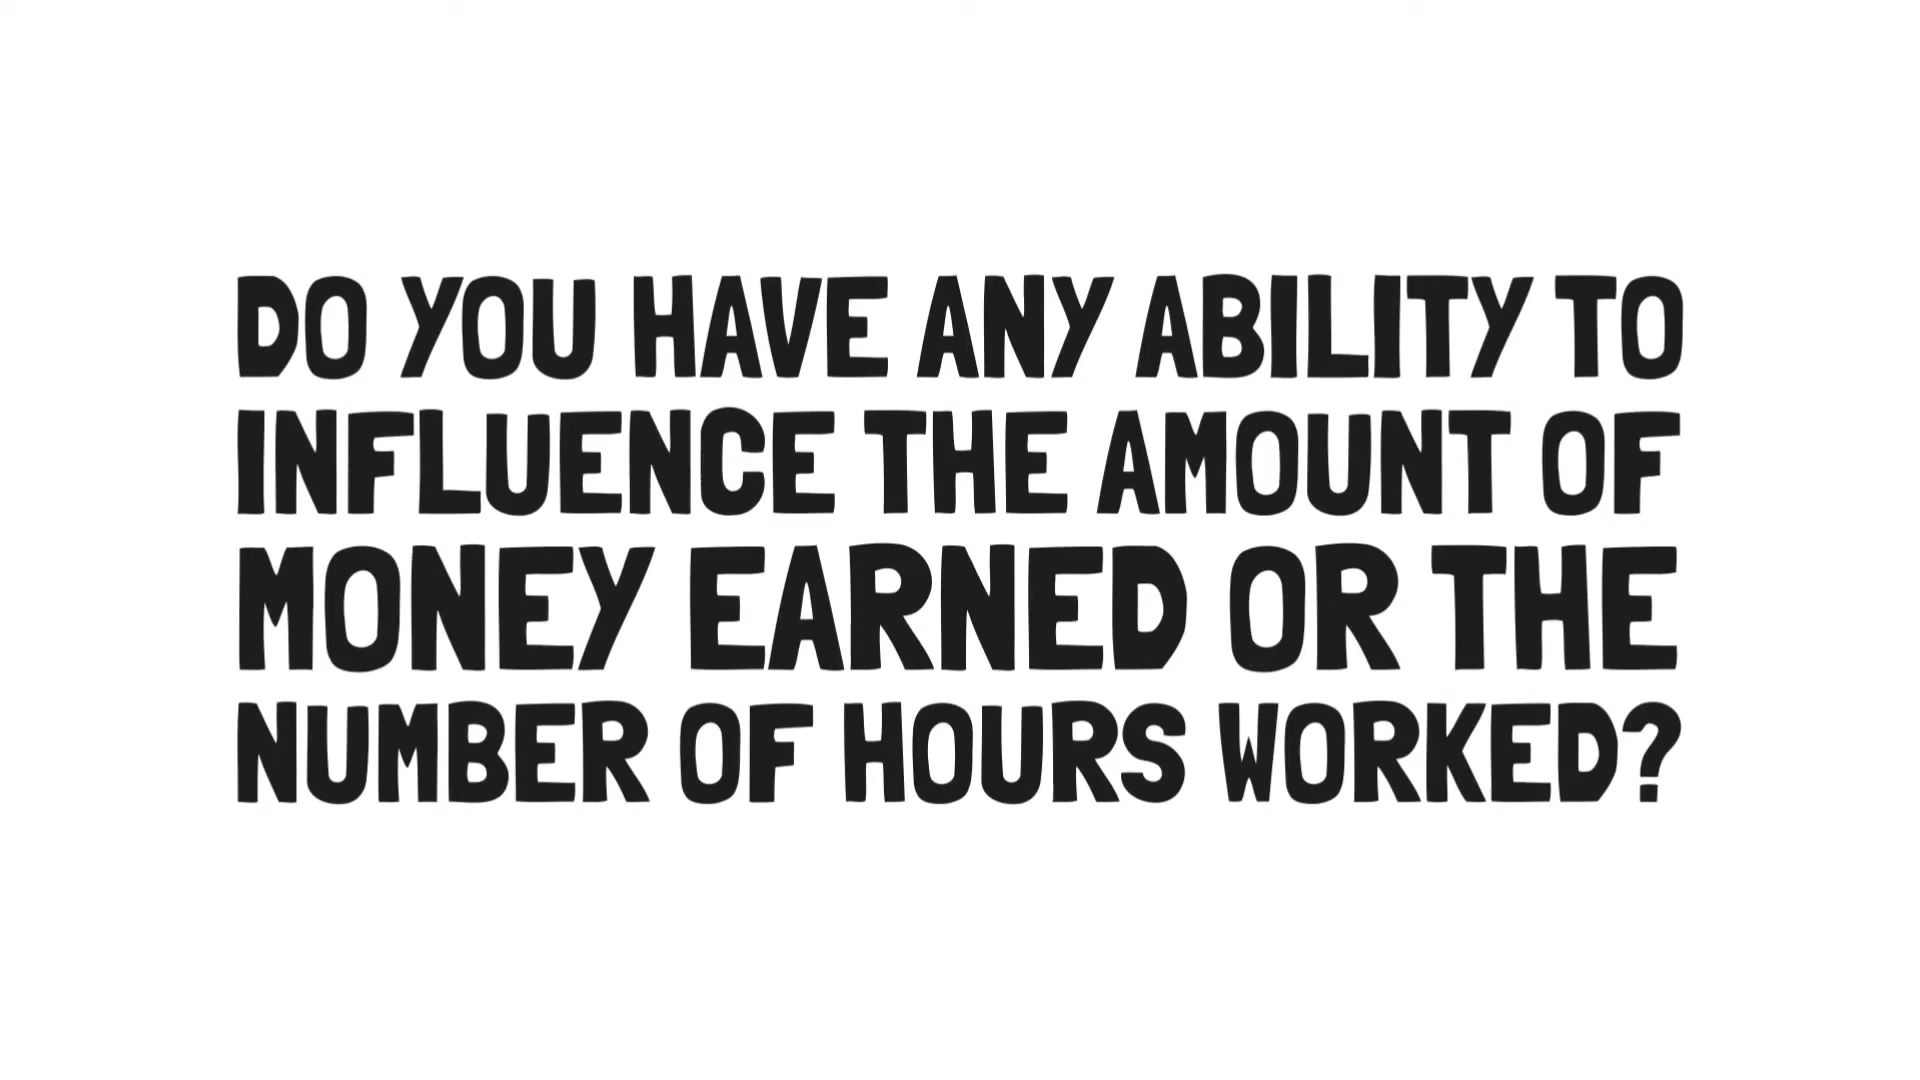 DO YOU HAVE ANY ABILITY TO
INFLUENCE THE AMOUNT OF
MONEY EARNED OR THE
NUMBER OF HOURS WORKED?